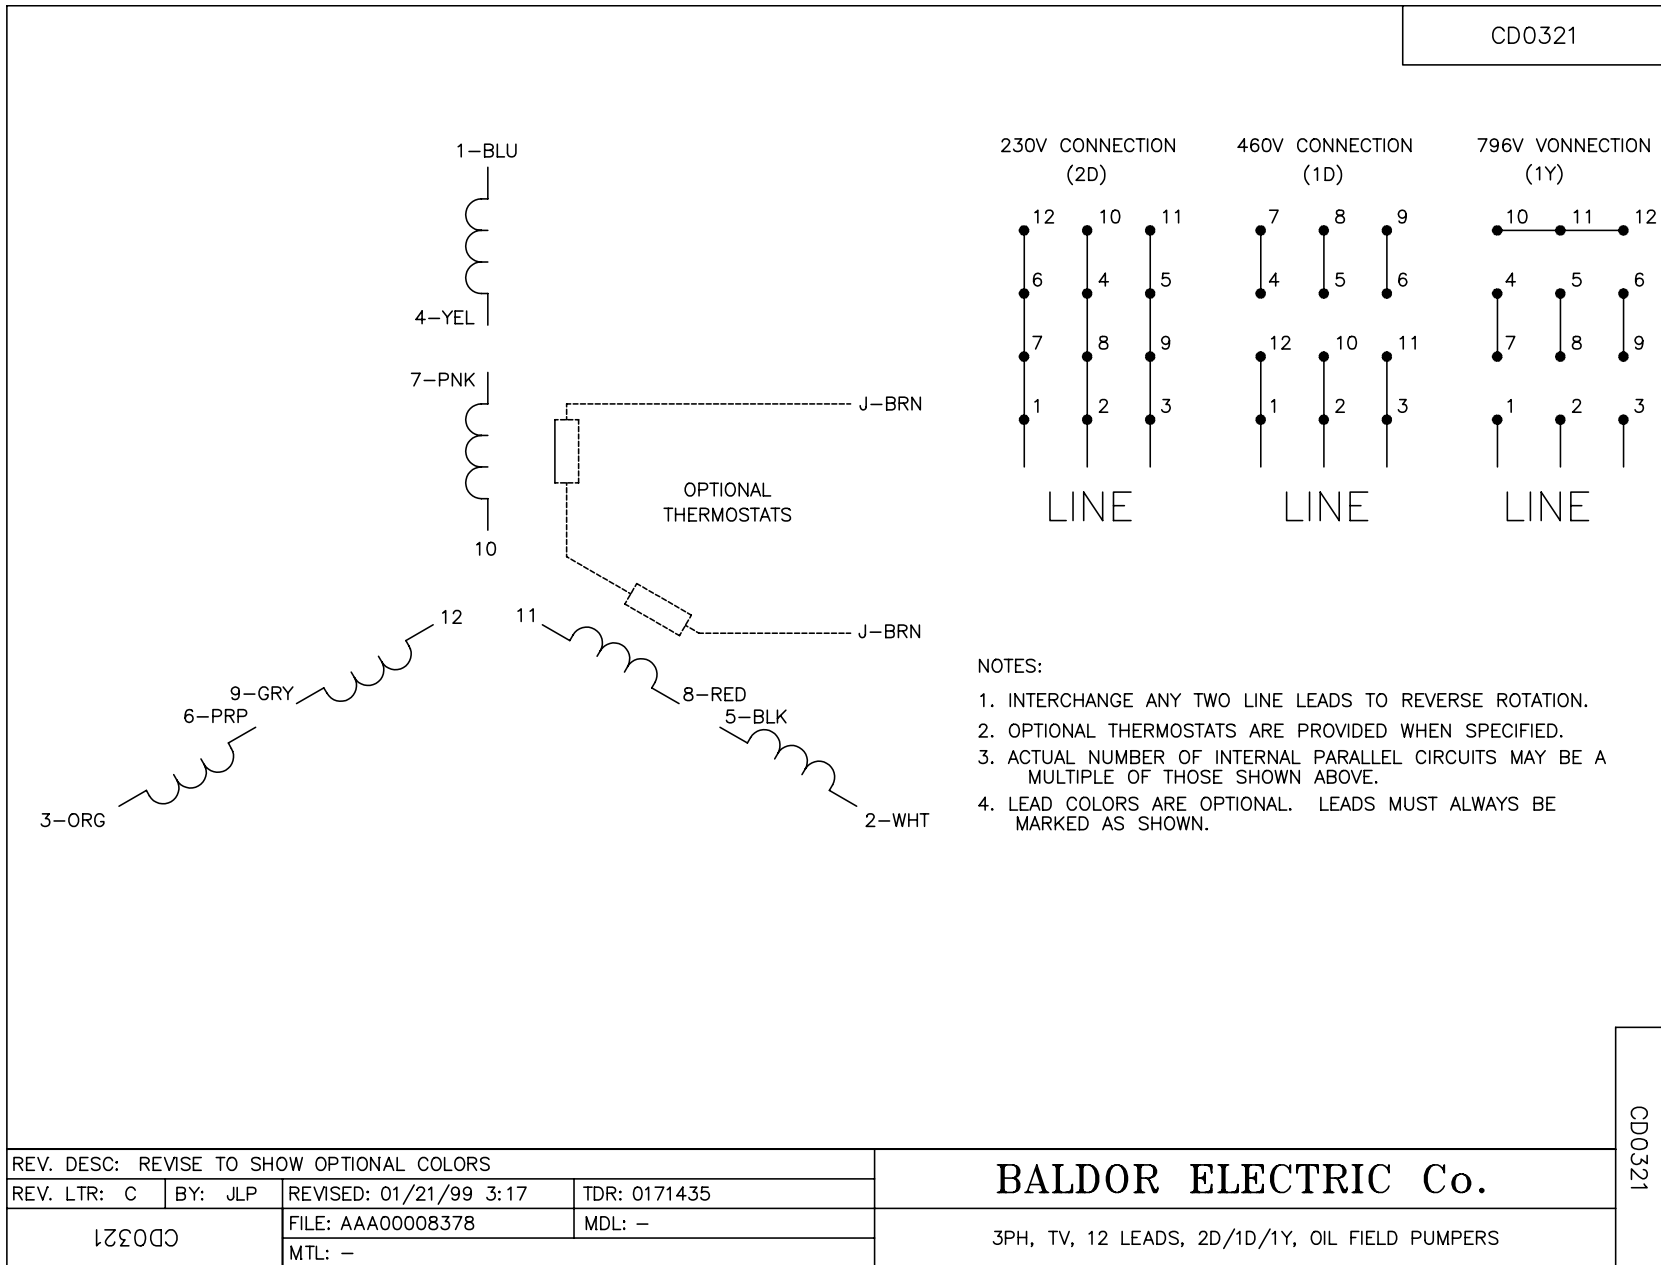 CD0321
1-BLU
4-YEL
7-PNK
10
12
11
9-GRY
6-PRP
3-ORG
8-RED
5-BLK
2-WHT
J-BRN
OPTIONAL
THERMOSTATS
J-BRN
230V CONNECTION
(2D)
12 10 11
6 4 5
7 8 9
1 2 3
LINE
460V CONNECTION
(1D)
7 8 9
4 5 6
12 10 11
1 2 3
LINE
796V VONNECTION
(1Y)
10 11 12
4 5 6
7 8 9
1 2 3
LINE
NOTES:
1. INTERCHANGE ANY TWO LINE LEADS TO REVERSE ROTATION.
2. OPTIONAL THERMOSTATS ARE PROVIDED WHEN SPECIFIED.
3. ACTUAL NUMBER OF INTERNAL PARALLEL CIRCUITS MAY BE A
MULTIPLE OF THOSE SHOWN ABOVE.
4. LEAD COLORS ARE OPTIONAL. LEADS MUST ALWAYS BE
MARKED AS SHOWN.
CD0321
REV. DESC: REVISE TO SHOW OPTIONAL COLORS
REV. LTR: C BY: JLP REVISED: 01/21/99 3:17 TDR: 0171435
CD0321
FILE: AAA00008378 MDL: -
MTL: -
BALDOR ELECTRIC Co.
3PH, TV, 12 LEADS, 2D/1D/1Y, OIL FIELD PUMPERS